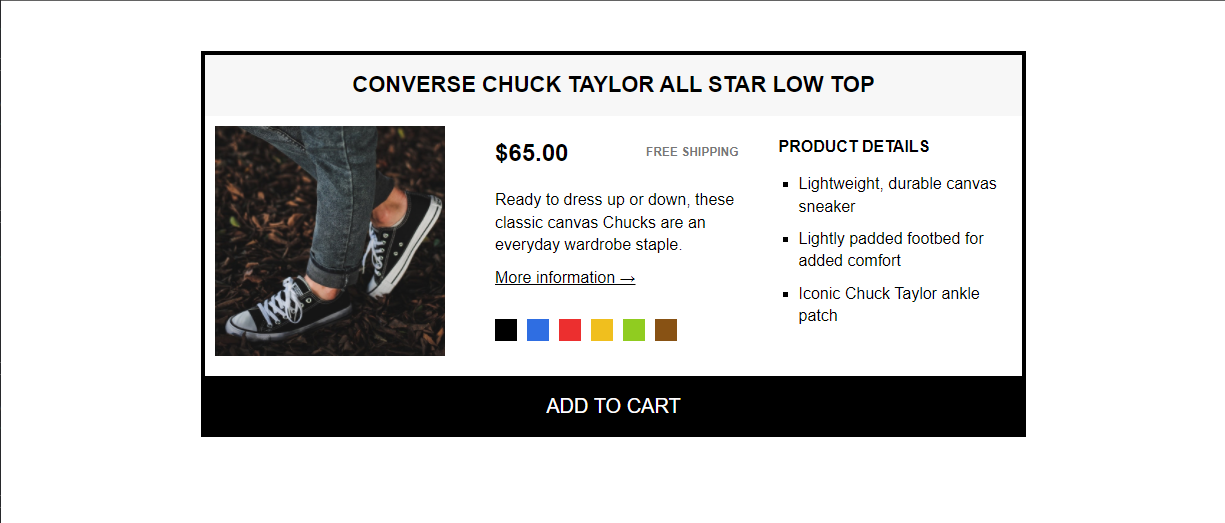 CONVERSE CHUCK TAYLOR ALL STAR LOW TOP
$65.00
FREE SHIPPING
Ready to dress up or down, these
classic canvas Chucks are an
everyday wardrobe staple.
More information →
PRODUCT DETAILS
Lightweight, durable canvas
sneaker
Lightly padded footbed for
added comfort
Iconic Chuck Taylor ankle
patch
ADD TO CART